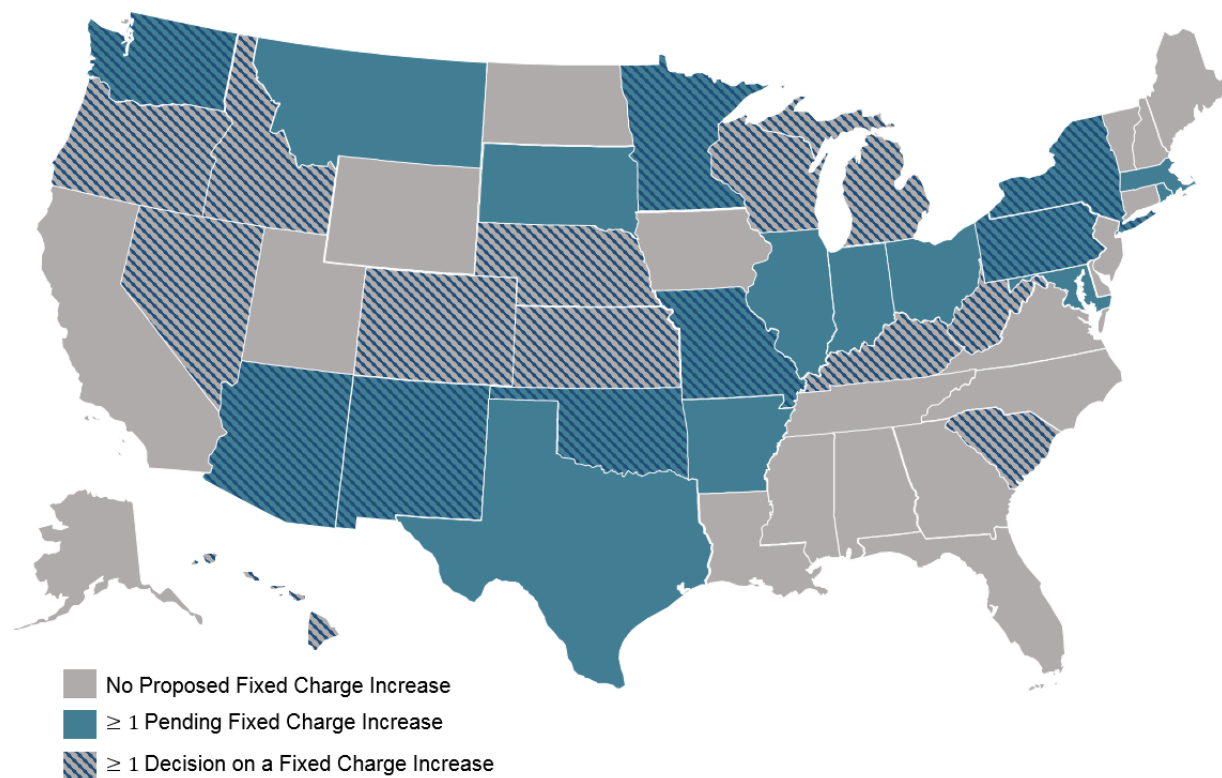 No Proposed Fixed Charge Increase
≥ 1 Pending Fixed Charge Increase
≥ 1 Decision on a Fixed Charge Increase